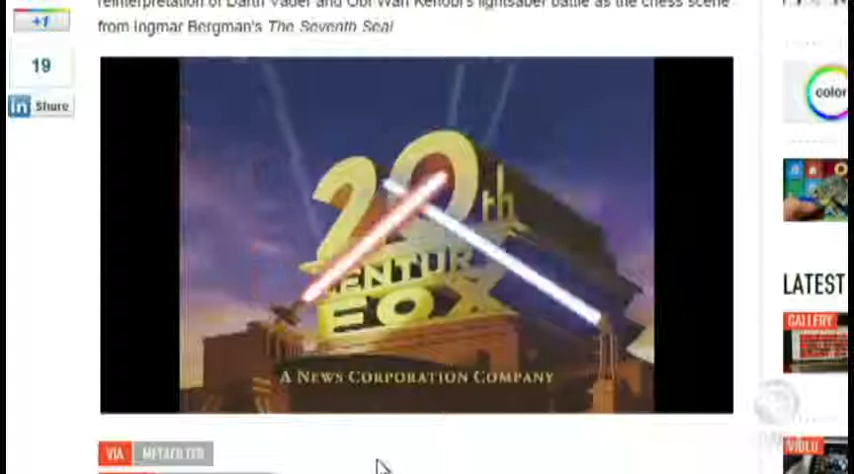 reinterpretation of Darth Vader and Obi Wan Kenobi's lightsaber battle as the chess scene
from Ingmar Bergman's The Seventh Seal
+1
19
in Share
color
20th
CENTURY
FOX
A NEWS CORPORATION COMPANY
LATEST
GALLERY
VIDEO
VIA METAFILTER